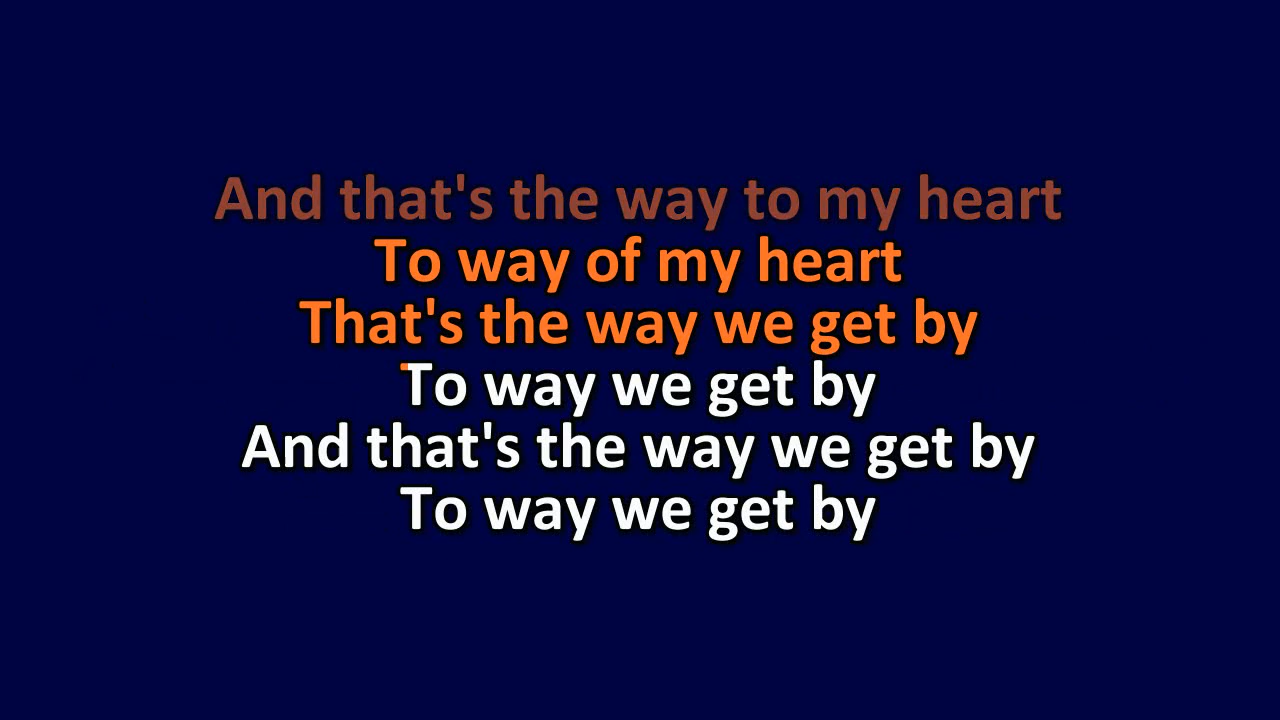 And that's the way to my heart
To way of my heart
That's the way we get by
To way we get by
And that's the way we get by
To way we get by